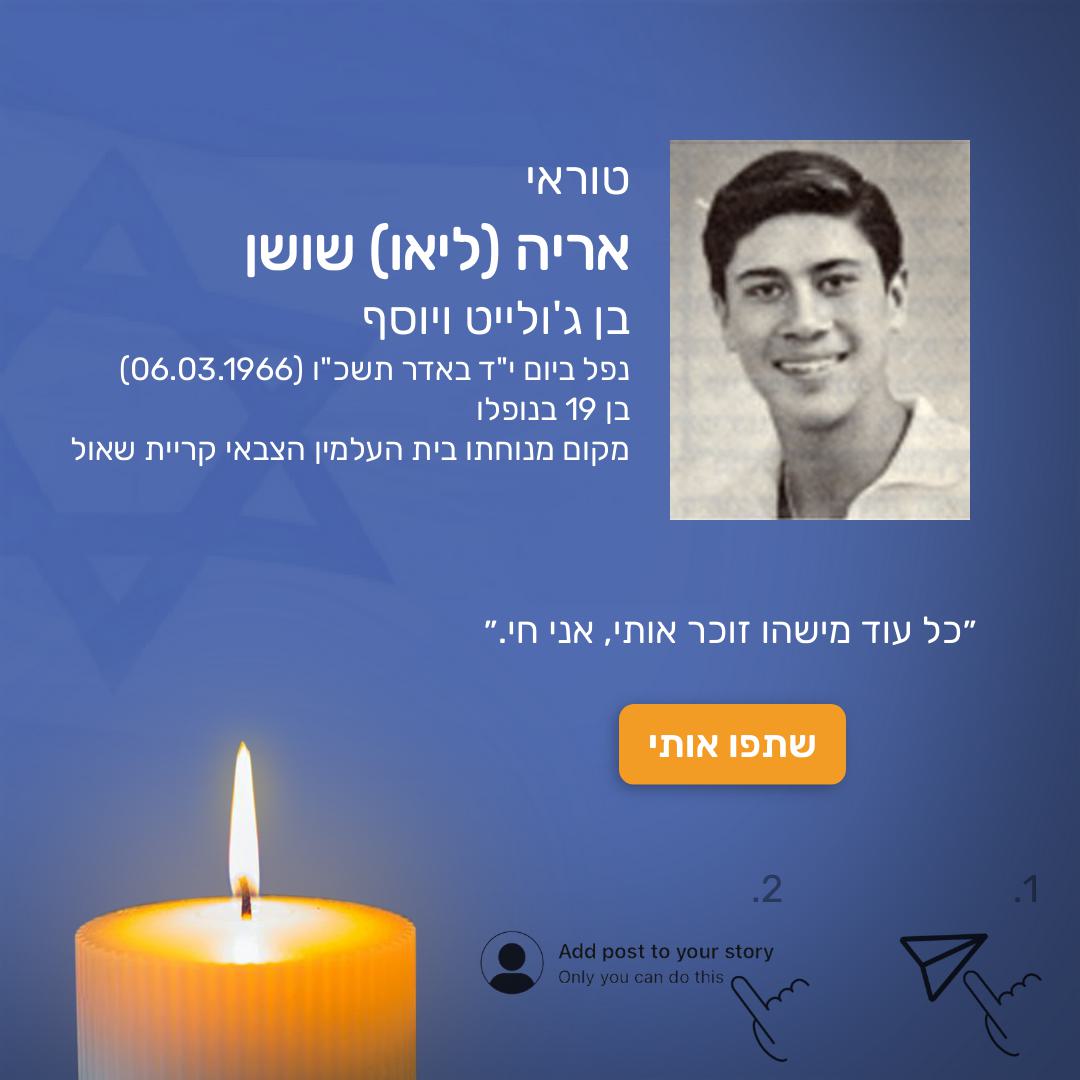 טוראי
אריה (ליאו) שושן
בן ג'ולייט ויוסף
נפל ביום י"ד באדר תשכ"ו (06.03.1966)
בן 19 בנופלו
מקום מנוחתו בית העלמין הצבאי קריית שאול
״כל עוד מישהו זוכר אותי, אני חי.״
שתפו אותי
.1
.2
Add post to your story
Only you can do this